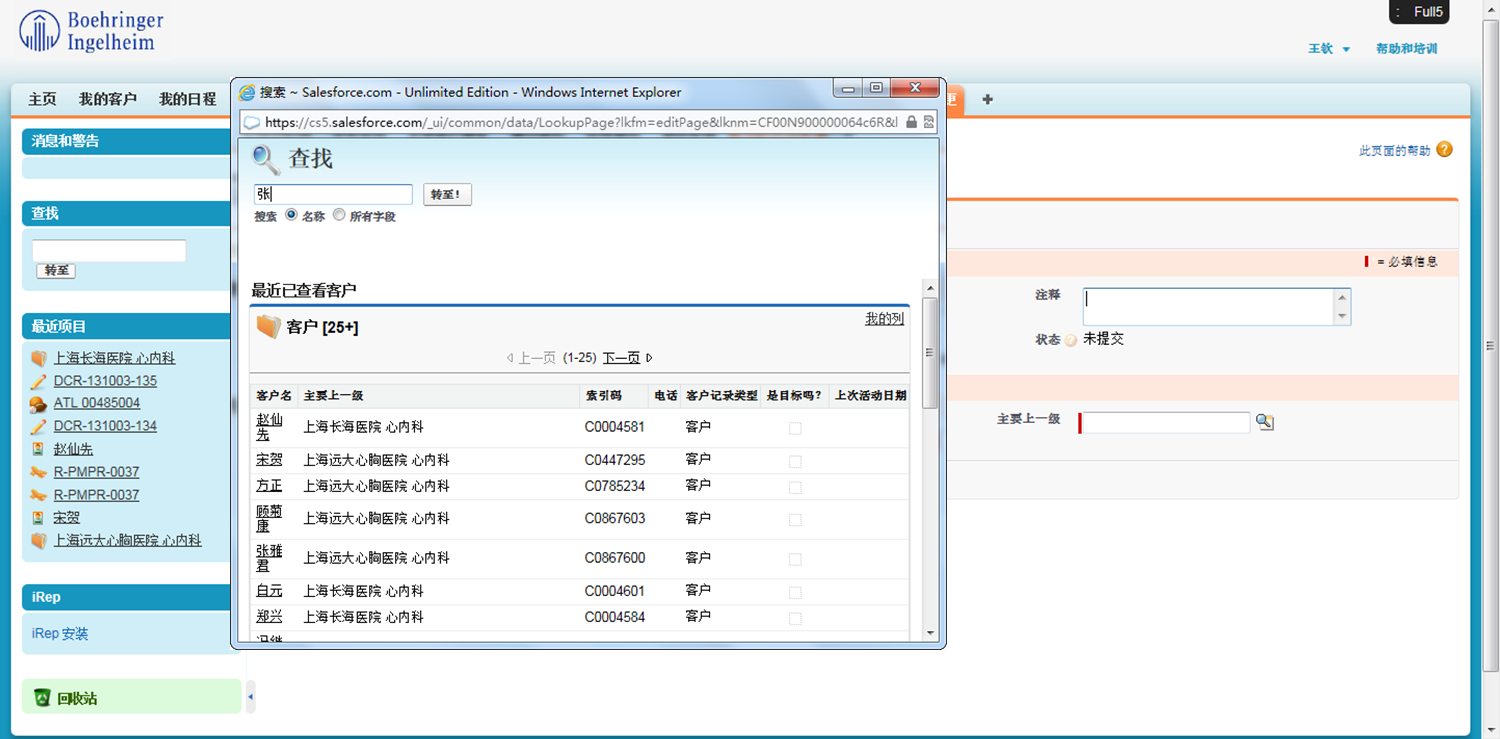 Boehringer
Ingelheim
: Full5
王钦
帮助和培训
主页 我的客户 我的日程
更
+
消息和警告
查找
转至
最近项目
上海长海医院 心内科
DCR-131003-135
ATL 00485004
DCR-131003-134
赵仙先
R-PMPR-0037
R-PMPR-0037
宋贺
上海远大心胸医院 心内科
iRep
iRep 安装
回收站
搜索 ~ Salesforce.com - Unlimited Edition - Windows Internet Explorer
https://cs5.salesforce.com/_ui/common/data/LookupPage?lkfm=editPage&lknm=CF00N900000064c6R&l
查找
张
转至!
搜索 名称 所有字段
最近已查看客户
客户 [25+]
我的列
上一页 (1-25) 下一页
客户名 主要上一级 索引码 电话 客户记录类型 是目标吗? 上次活动日期
赵仙先 上海长海医院 心内科 C0004581 客户
宋贺 上海远大心胸医院 心内科 C0447295 客户
方正 上海远大心胸医院 心内科 C0785234 客户
顾菊康 上海远大心胸医院 心内科 C0867603 客户
张雅君 上海远大心胸医院 心内科 C0867600 客户
白元 上海长海医院 心内科 C0004601 客户
郑兴 上海长海医院 心内科 C0004584 客户
此页面的帮助 ?
= 必填信息
注释
状态 未提交
主要上一级